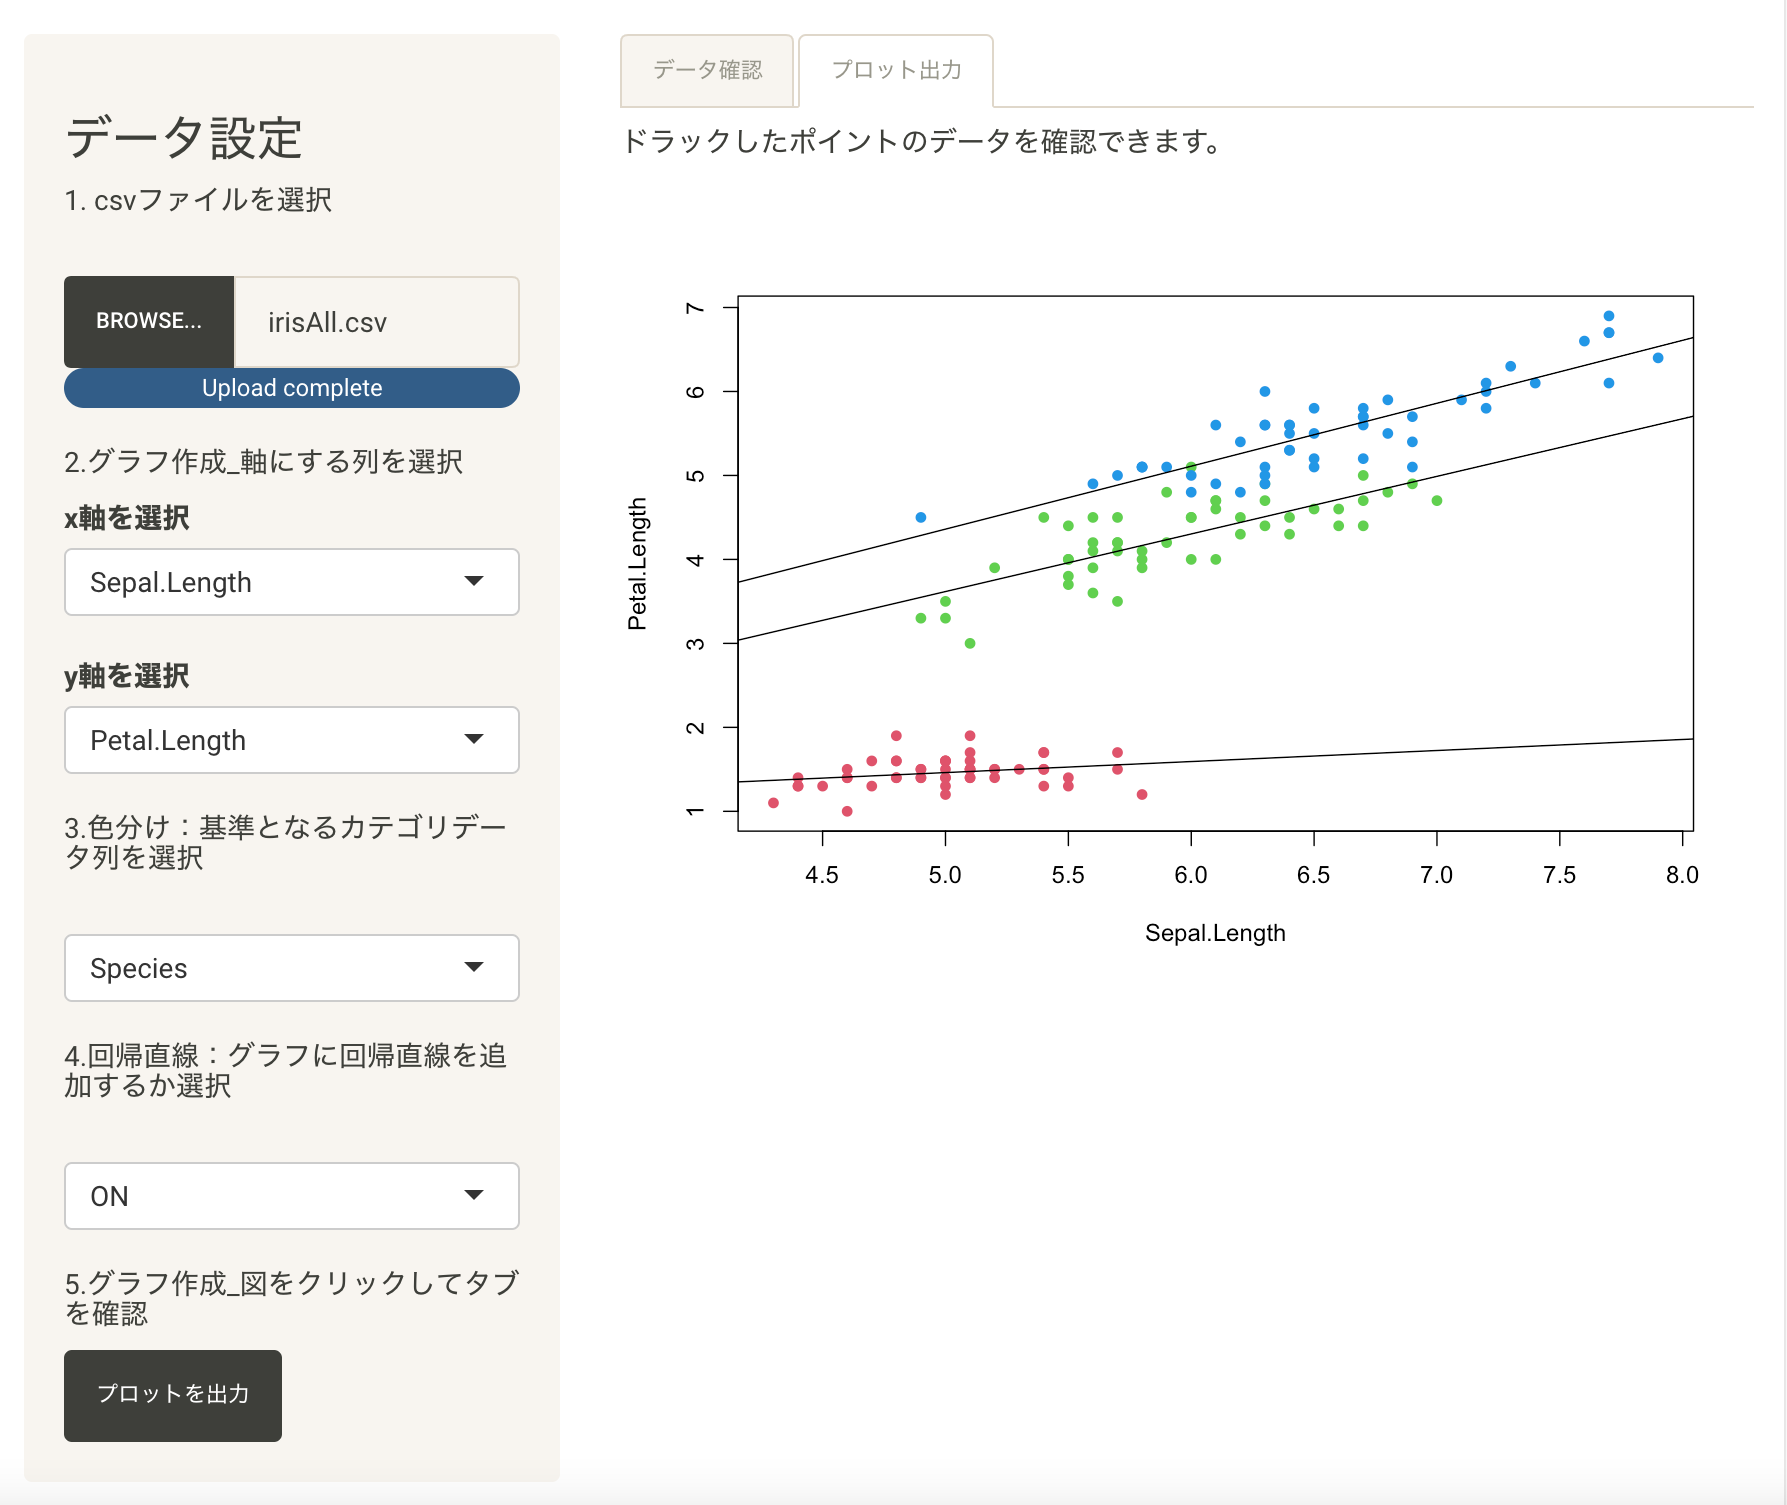 データ設定
1. csvファイルを選択
BROWSE...
irisAll.csv
Upload complete
2.グラフ作成_軸にする列を選択
x軸を選択
Sepal.Length
y軸を選択
Petal.Length
3.色分け：基準となるカテゴリデー
タ列を選択
Species
4.回帰直線：グラフに回帰直線を追
加するか選択
ON
5.グラフ作成_図をクリックしてタブ
を確認
プロットを出力
データ確認
プロット出力
ドラックしたポイントのデータを確認できます。
Petal.Length
7
6
5
4
3
2
1
4.5 5.0 5.5 6.0 6.5 7.0 7.5 8.0
Sepal.Length